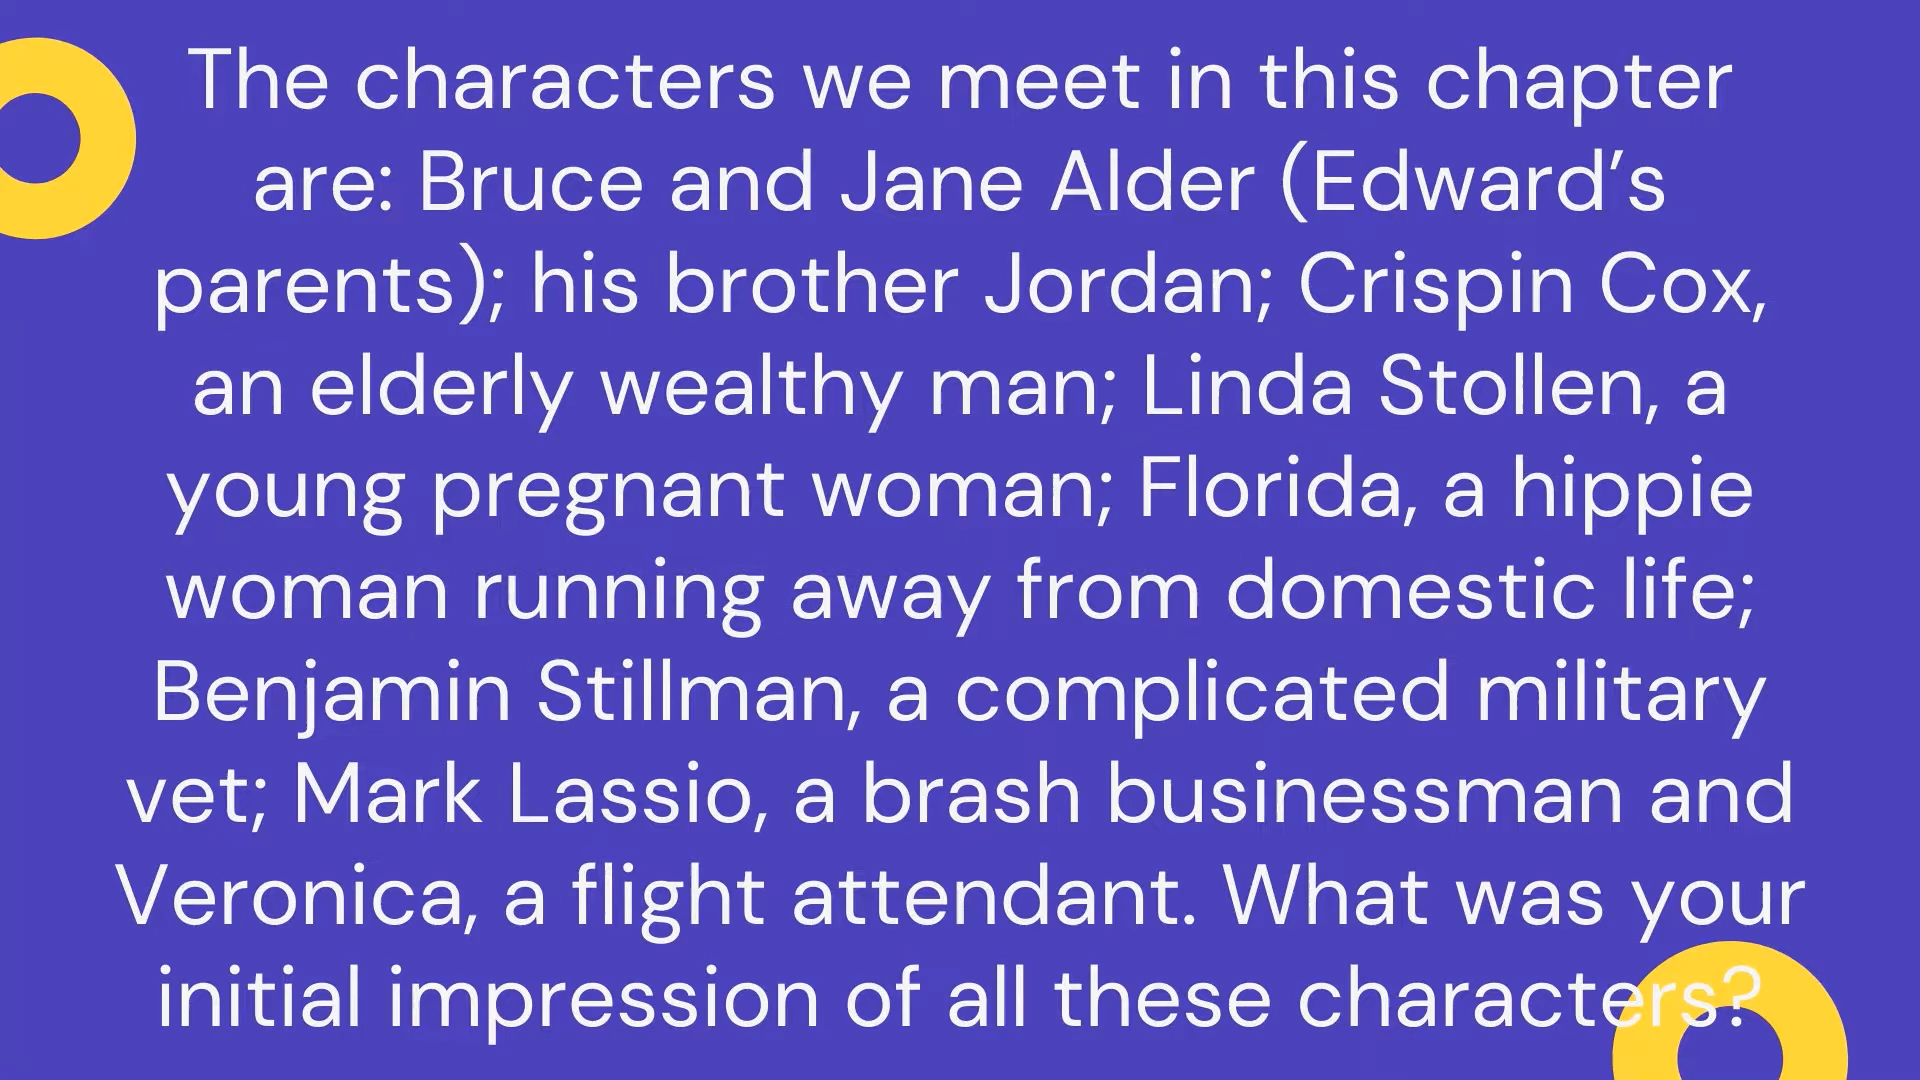 The characters we meet in this chapter
are: Bruce and Jane Alder (Edward’s
parents); his brother Jordan; Crispin Cox,
an elderly wealthy man; Linda Stollen, a
young pregnant woman; Florida, a hippie
woman running away from domestic life;
Benjamin Stillman, a complicated military
vet; Mark Lassio, a brash businessman and
Veronica, a flight attendant. What was your
initial impression of all these characters?